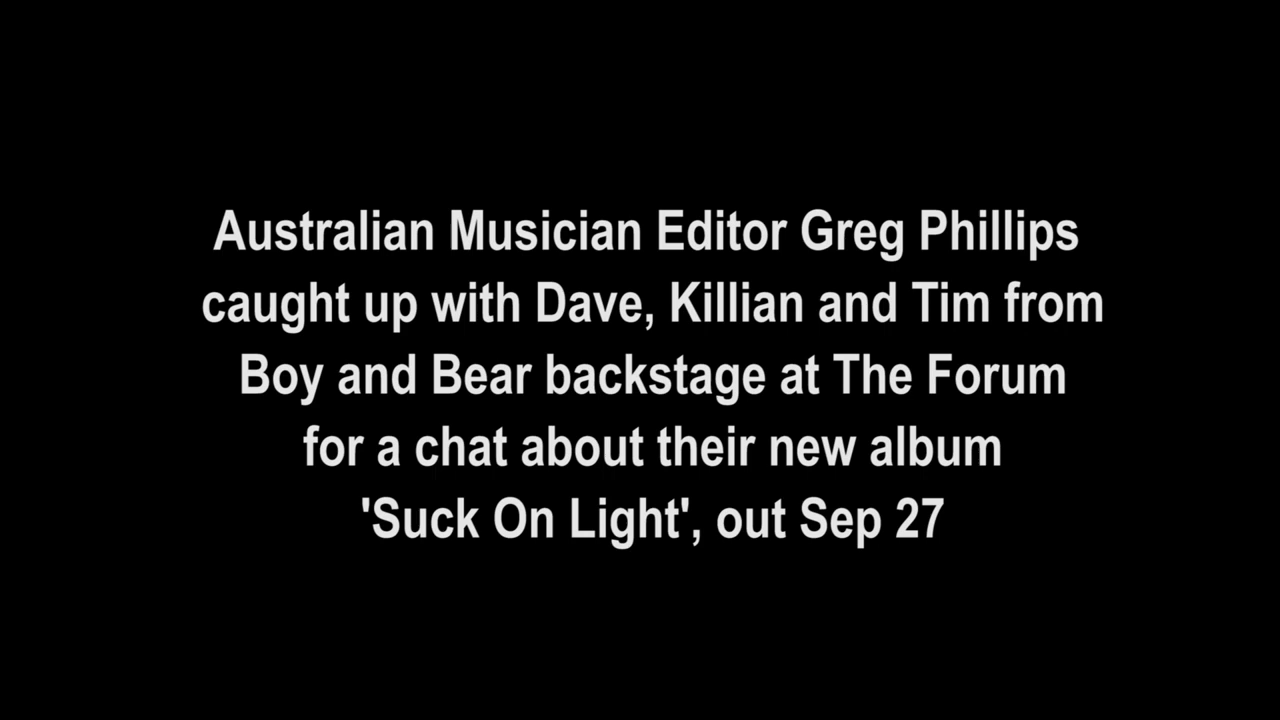 Australian Musician Editor Greg Phillips
caught up with Dave, Killian and Tim from
Boy and Bear backstage at The Forum
for a chat about their new album
'Suck On Light', out Sep 27